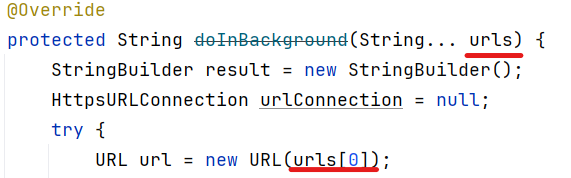 @Override
protected String doInBackground(String... urls) {
StringBuilder result = new StringBuilder();
HttpsURLConnection urlConnection = null;
try {
URL url = new URL(urls[0]);